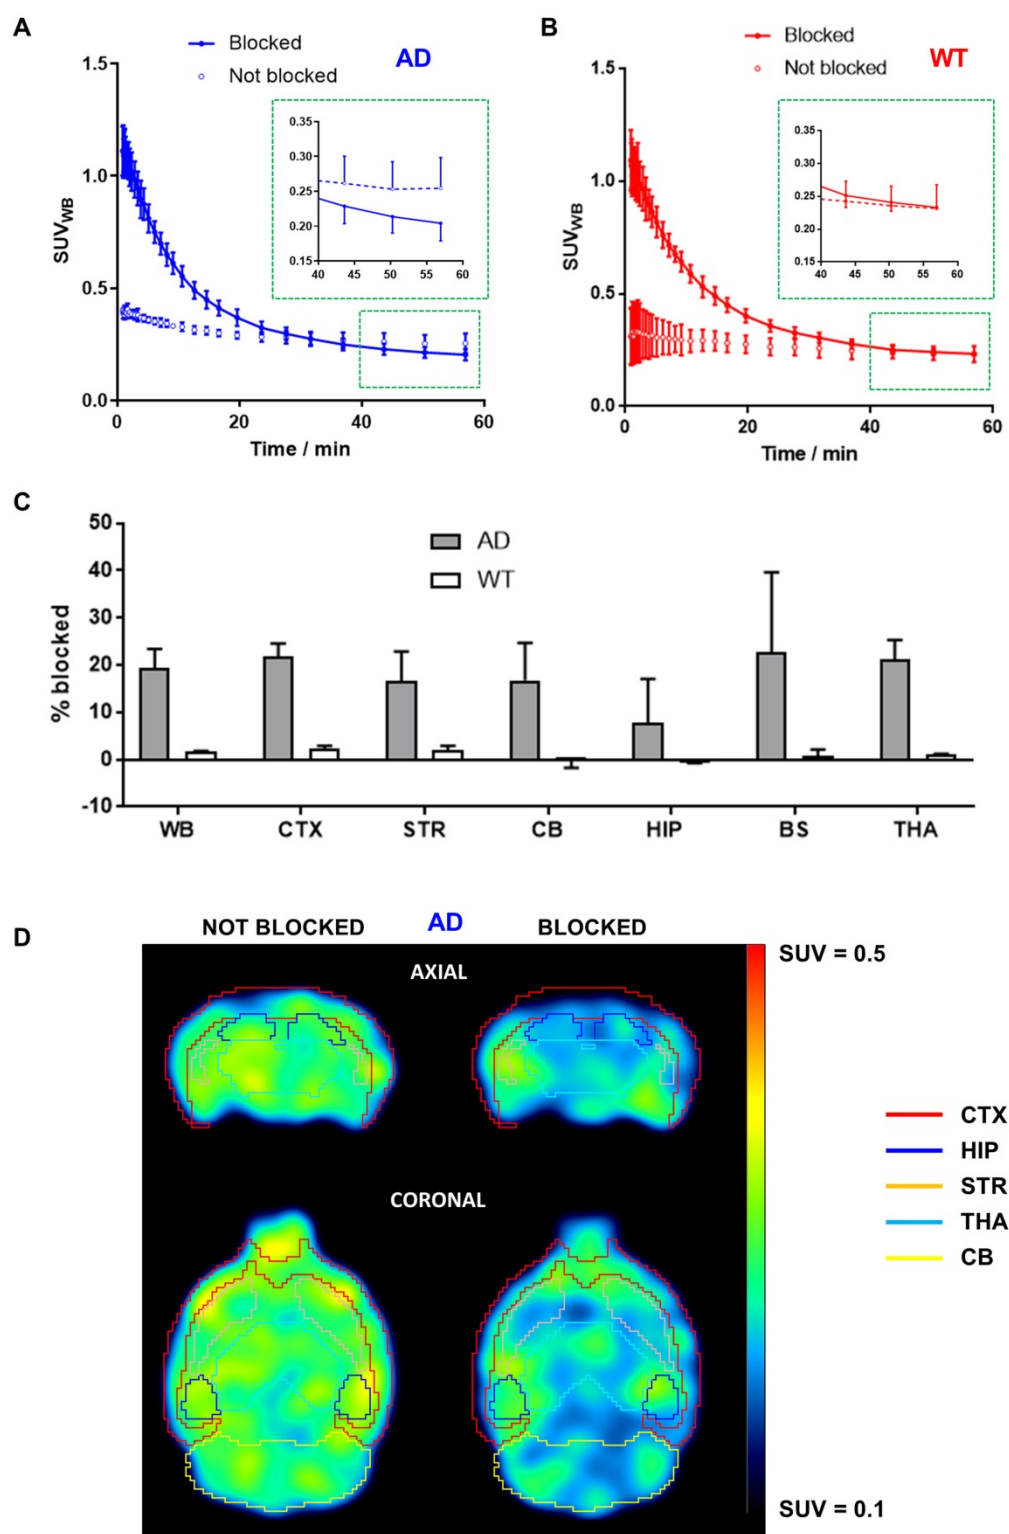 A
Blocked
Not blocked
AD
SUVWB
1.5
1.0
0.5
0.0
0
20
40
60
Time / min
0.35
0.30
0.25
0.20
0.15
40
45
50
55
60
B
Blocked
Not blocked
WT
SUVWB
1.5
1.0
0.5
0.0
0
20
40
60
Time / min
0.35
0.30
0.25
0.20
0.15
40
45
50
55
60
C
% blocked
50
40
30
20
10
0
-10
AD
WT
WB
CTX
STR
CB
HIP
BS
THA
D
NOT BLOCKED
AD
BLOCKED
SUV = 0.5
AXIAL
CORONAL
CTX
HIP
STR
THA
CB
SUV = 0.1